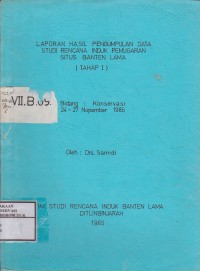 LAPORAN HASIL PENGUMPULAN DATA
STUDI RENCANA INDUK PEMUGARAN
SITUS BANTEN LAMA
( TAHAP I )
VII.B.09.
Bidang : Konservasi
24 - 27 Nopember 1985
Oleh : Drs. Samidi
STUDI RENCANA INDUK BANTEN LAMA
DITLINBINJARAH
1985